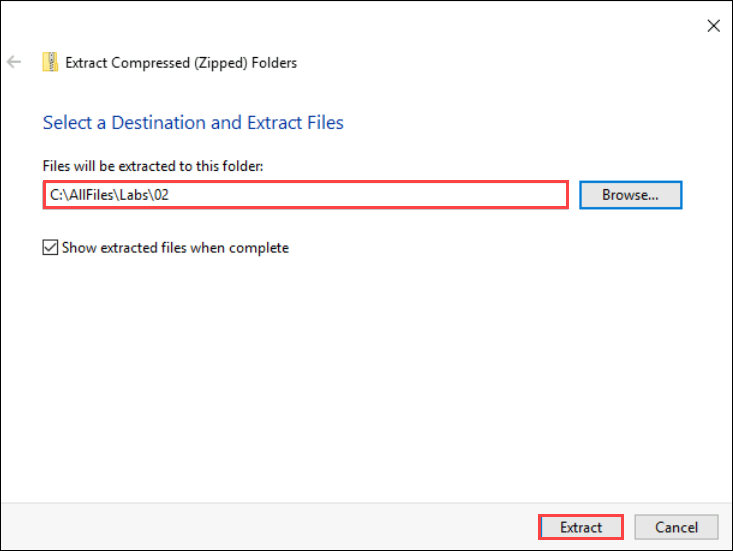 Extract Compressed (Zipped) Folders
Select a Destination and Extract Files
Files will be extracted to this folder:
C:\AllFiles\Labs\02 Browse...
Show extracted files when complete
Extract Cancel